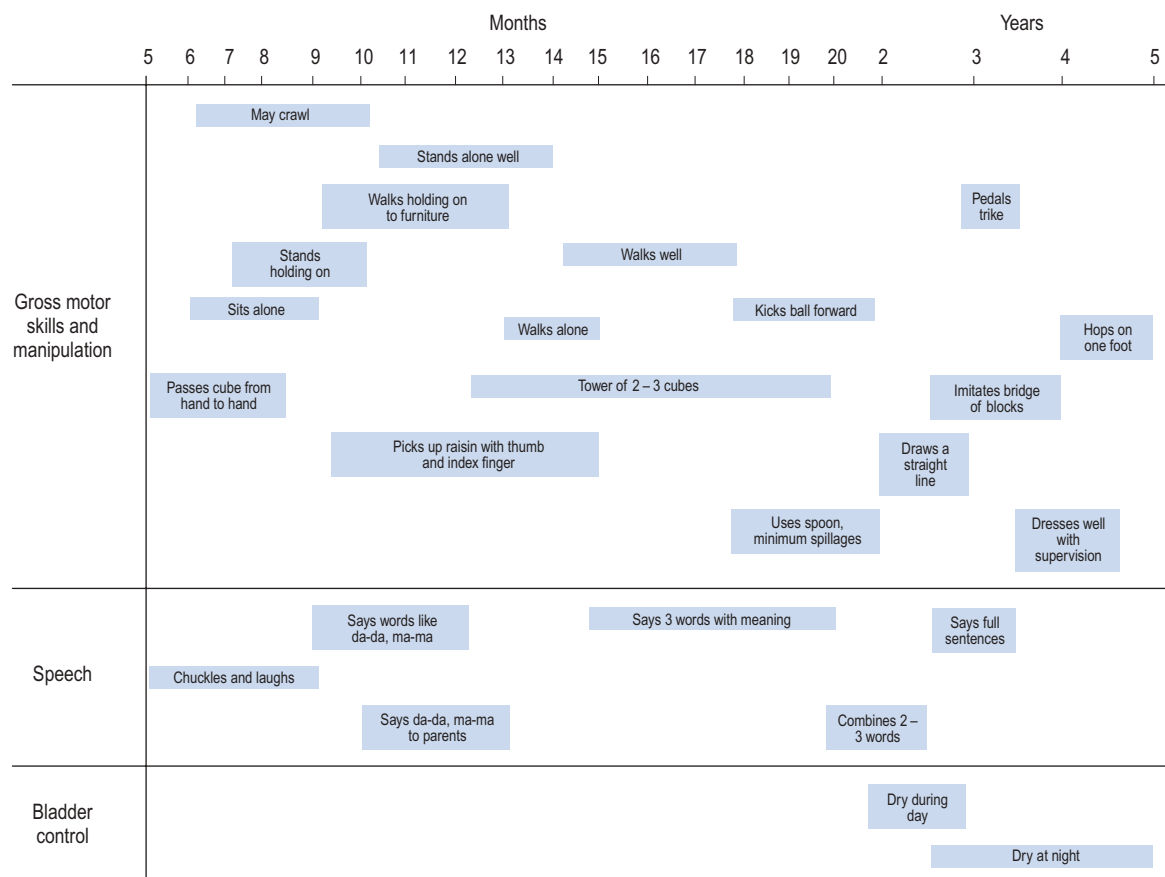 Months Years
5 6 7 8 9 10 11 12 13 14 15 16 17 18 19 20 2 3 4 5
Gross motor
skills and
manipulation
May crawl
Stands alone well
Walks holding on
to furniture
Pedals
trike
Stands
holding on
Walks well
Sits alone
Kicks ball forward
Walks alone
Hops on
one foot
Passes cube from
hand to hand
Tower of 2 – 3 cubes
Imitates bridge
of blocks
Picks up raisin with thumb
and index finger
Draws a
straight
line
Uses spoon,
minimum spillages
Dresses well
with
supervision
Speech
Says words like
da-da, ma-ma
Says 3 words with meaning
Says full
sentences
Chuckles and laughs
Says da-da, ma-ma
to parents
Combines 2 –
3 words
Bladder
control
Dry during
day
Dry at night